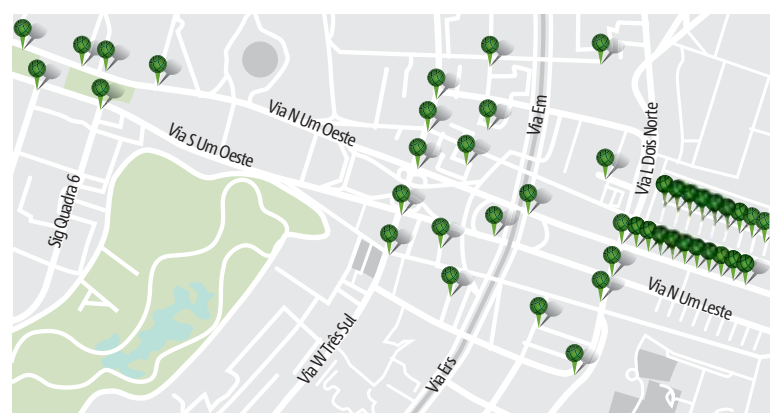 Via N Um Oeste
Via Em
Via S Um Oeste
Via L Dois Norte
Sig Quadra 6
Via N Um Leste
Via W Três Sul
Via Ers